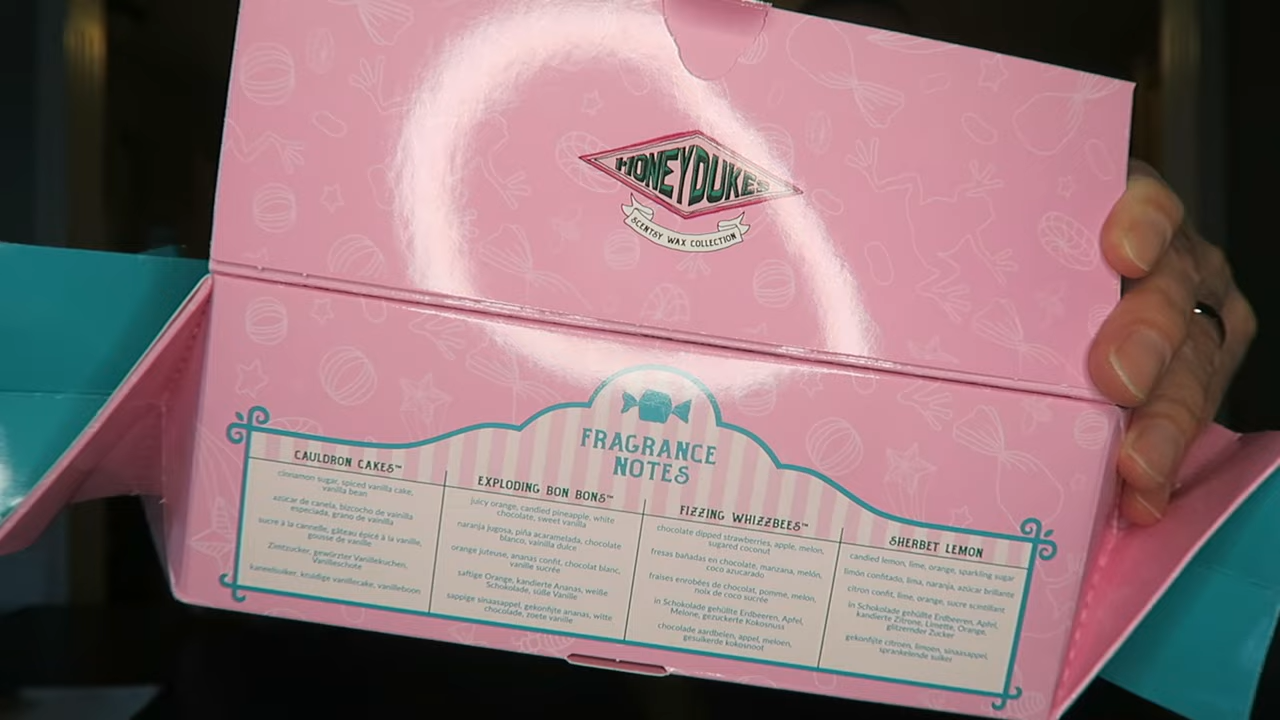 HONEYDUKES
SCENTSY WAX COLLECTION
FRAGRANCE
NOTES
CAULDRON CAKES™
cinnamon sugar, spiced vanilla cake,
vanilla bean
azúcar de canela, bizcocho de vainilla
especiada, grano de vainilla
sucre à la cannelle, gâteau épicé à la vanille,
gousse de vanille
Zimtzucker, gewürzter Vanillekuchen,
Vanilleschote
kaneelsuiker, kruidige vanillecake, vanilleboon
EXPLODING BON BONS™
juicy orange, candied pineapple, white
chocolate, sweet vanilla
naranja jugosa, piña acaramelada, chocolate
blanco, vainilla dulce
orange juteuse, ananas confit, chocolat blanc,
vanille sucrée
saftige Orange, kandierte Ananas, weiße
Schokolade, süße Vanille
sappige sinaasappel, gekonfijte ananas, witte
chocolade, zoete vanille
FIZZING WHIZZBEES™
chocolate dipped strawberries, apple, melon,
sugared coconut
fresas bañadas en chocolate, manzana, melón,
coco azucarado
fraises enrobées de chocolat, pomme, melon,
noix de coco sucrée
in Schokolade gehüllte Erdbeeren, Apfel,
Melone, gezuckerte Kokosnuss
chocolade aardbeien, appel, meloen,
gesuikerde kokosnoot
SHERBET LEMON
candied lemon, lime, orange, sparkling sugar
limón confitado, lima, naranja, azúcar brillante
citron confit, lime, orange, sucre scintillant
in Schokolade gehüllte Erdbeeren, Apfel,
kandierte Zitrone, Limette, Orange,
glitzernder Zucker
gekonfijte citroen, limoen, sinaasappel,
sprankelende suiker